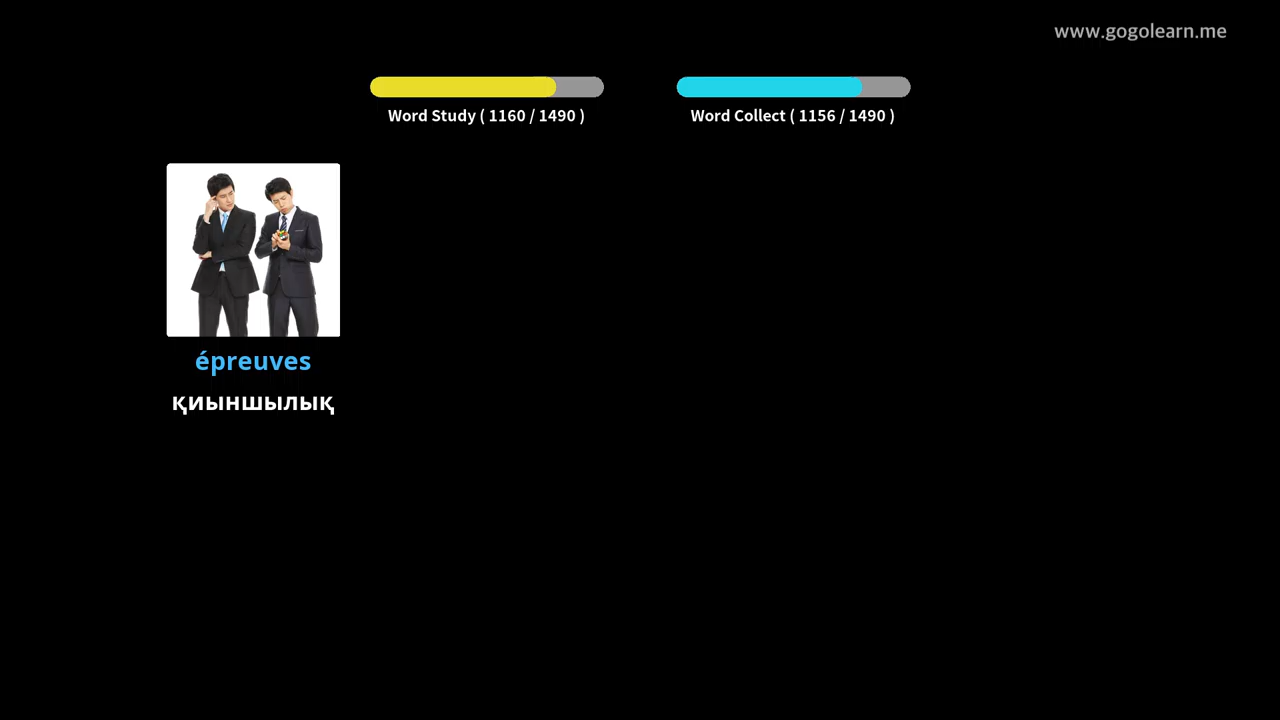 www.gogolearn.me
Word Study ( 1160 / 1490 )
Word Collect ( 1156 / 1490 )
épreuves
қиыншылық